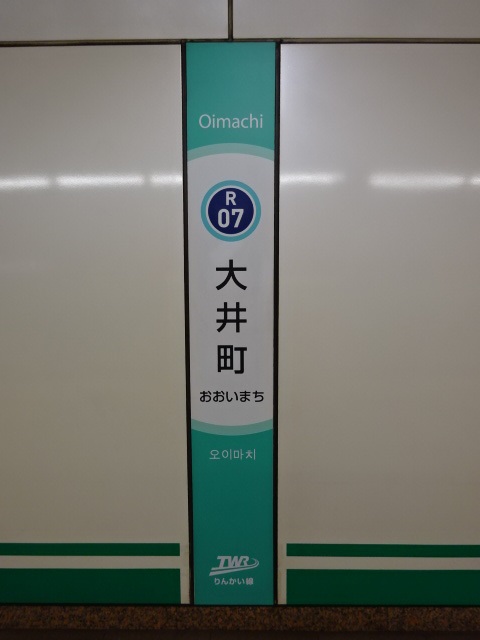 Oimachi
R
07
大井町
おおいまち
오이마치
TWR
りんかい線